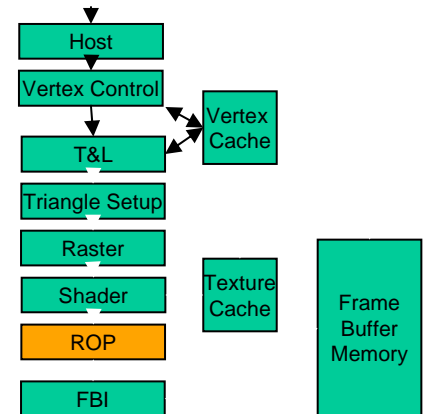 Host
Vertex Control
Vertex
Cache
T&L
Triangle Setup
Raster
Shader
Texture
Cache
ROP
Frame
Buffer
Memory
FBI